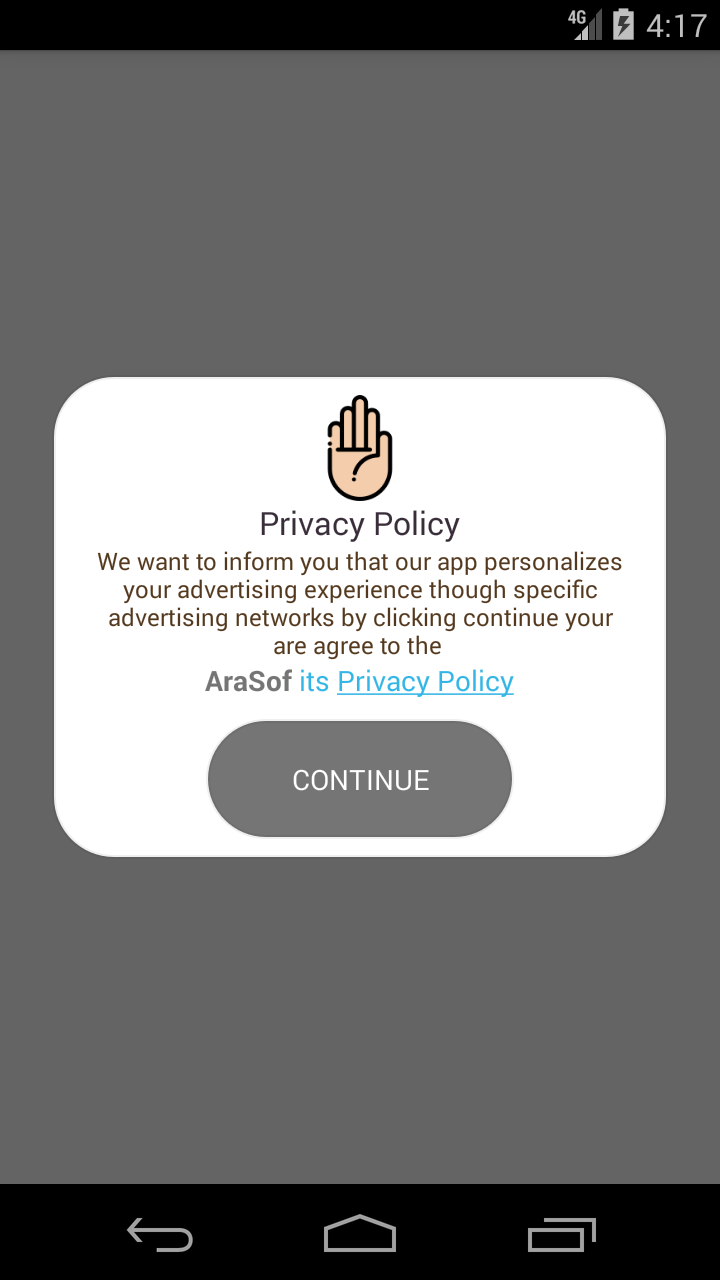 4G 4:17
Privacy Policy
We want to inform you that our app personalizes
your advertising experience though specific
advertising networks by clicking continue your
are agree to the
AraSof its Privacy Policy
CONTINUE